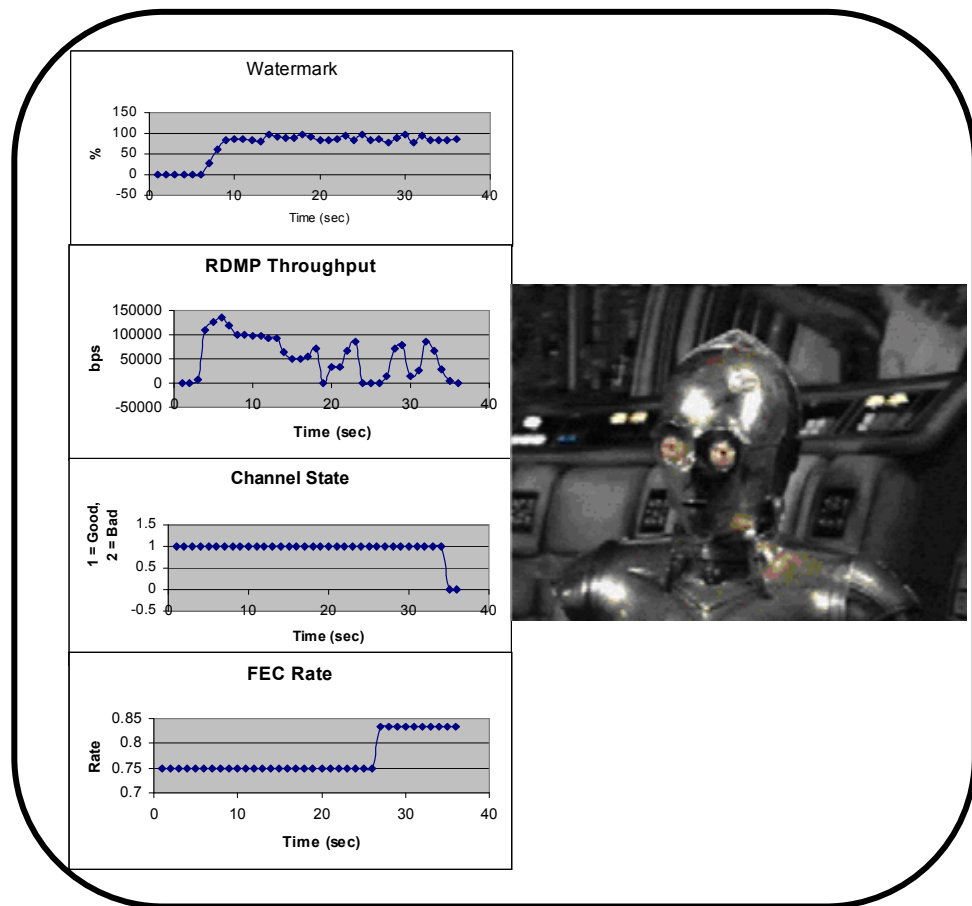 Watermark
150
100
50
0
-50
%
0 10 20 30 40
Time (sec)
RDMP Throughput
150000
100000
50000
0
-50000
bps
0 10 20 30 40
Time (sec)
Channel State
1 = Good,
2 = Bad
1.5
1
0.5
0
-0.5
0 10 20 30 40
Time (sec)
FEC Rate
0.85
0.8
0.75
0.7
Rate
0 10 20 30 40
Time (sec)